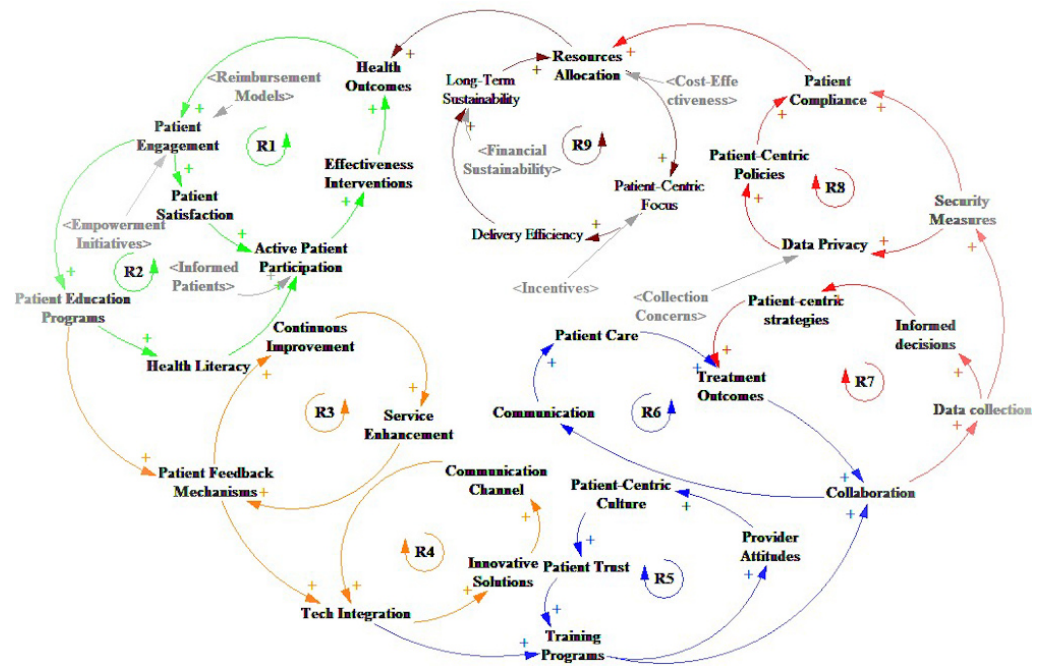 Health
Outcomes
<Reimbursement
Models>
Patient
Engagement
R1
Effectiveness
Interventions
Patient
Satisfaction
<Empowerment
Initiatives>
R2
Active Patient
Participation
<Informed
Patients>
Patient Education
Programs
Health Literacy
Resources
Allocation
Long-Term
Sustainability
<Cost-Effe
ctiveness>
R9
<Financial
Sustainability>
Patient-Centric
Focus
Delivery Efficiency
<Incentives>
Patient
Compliance
Patient-Centric
Policies
R8
Security
Measures
Data Privacy
<Collection
Concerns>
Patient-centric
strategies
Informed
decisions
R7
Data collection
Continuous
Improvement
R3
Service
Enhancement
Patient Feedback
Mechanisms
Patient Care
Treatment
Outcomes
Communication
R6
Collaboration
Communication
Channel
R4
Innovative
Solutions
Tech Integration
Patient-Centric
Culture
Provider
Attitudes
Patient Trust
R5
Training
Programs